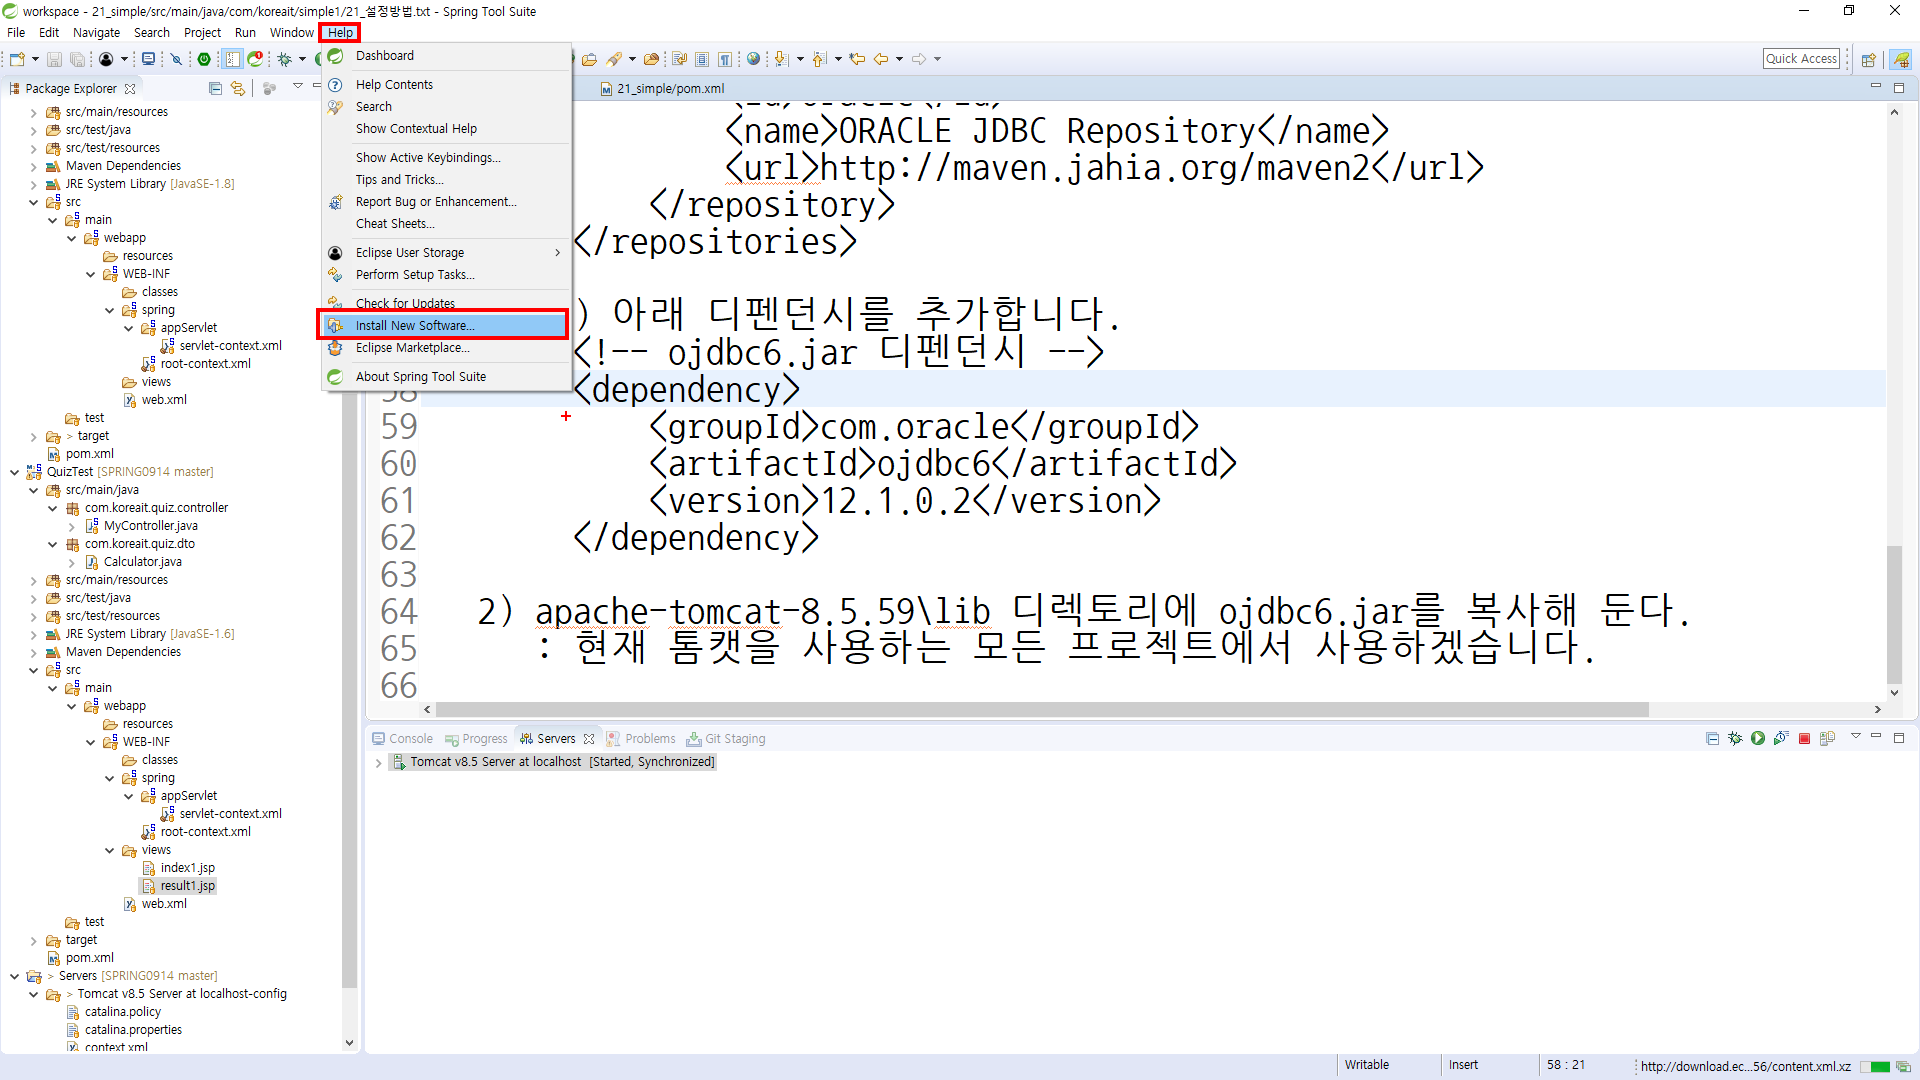 workspace - 21_simple/src/main/java/com/koreait/simple1/21_설정방법.txt - Spring Tool Suite
File Edit Navigate Search Project Run Window Help
Quick Access
Package Explorer
21_simple/pom.xml
src/main/resources
src/test/java
src/test/resources
Maven Dependencies
JRE System Library [JavaSE-1.8]
src
main
webapp
resources
WEB-INF
classes
spring
appServlet
servlet-context.xml
root-context.xml
views
web.xml
test
> target
pom.xml
QuizTest [SPRING0914 master]
src/main/java
com.koreait.quiz.controller
MyController.java
com.koreait.quiz.dto
Calculator.java
src/main/resources
src/test/java
src/test/resources
JRE System Library [JavaSE-1.6]
Maven Dependencies
src
main
webapp
resources
WEB-INF
classes
spring
appServlet
servlet-context.xml
root-context.xml
views
index1.jsp
result1.jsp
web.xml
test
target
pom.xml
> Servers [SPRING0914 master]
> Tomcat v8.5 Server at localhost-config
catalina.policy
catalina.properties
context.xml
Dashboard
Help Contents
Search
Show Contextual Help
Show Active Keybindings...
Tips and Tricks...
Report Bug or Enhancement...
Cheat Sheets...
Eclipse User Storage
Perform Setup Tasks...
Check for Updates
Install New Software...
Eclipse Marketplace...
About Spring Tool Suite
<id>oracle</id>
<name>ORACLE JDBC Repository</name>
<url>http://maven.jahia.org/maven2</url>
</repository>
</repositories>
) 아래 디펜던시를 추가합니다.
<!-- ojdbc6.jar 디펜던시 -->
58 <dependency>
59 <groupId>com.oracle</groupId>
60 <artifactId>ojdbc6</artifactId>
61 <version>12.1.0.2</version>
62 </dependency>
63
64 2) apache-tomcat-8.5.59\lib 디렉토리에 ojdbc6.jar를 복사해 둔다.
65 : 현재 톰캣을 사용하는 모든 프로젝트에서 사용하겠습니다.
66
Console Progress Servers Problems Git Staging
Tomcat v8.5 Server at localhost [Started, Synchronized]
Writable Insert 58 : 21 http://download.ec...56/content.xml.xz